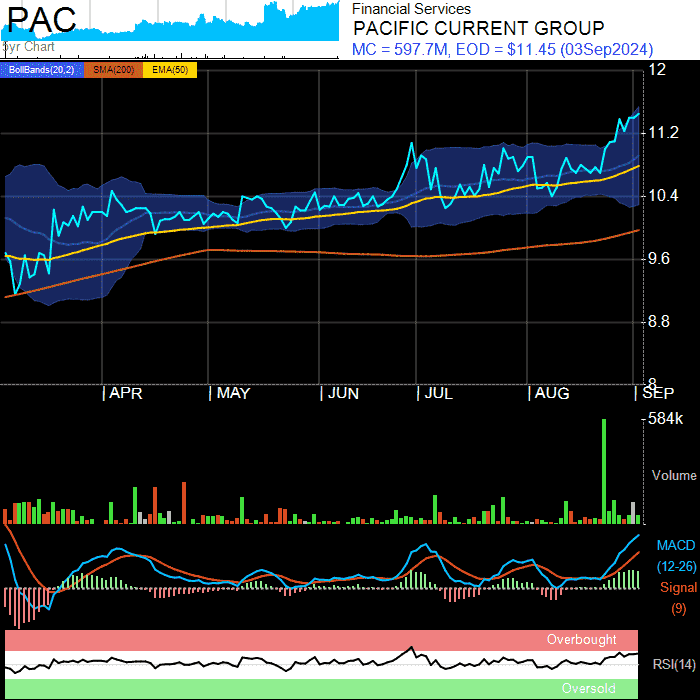 PAC
5yr Chart
Financial Services
PACIFIC CURRENT GROUP
MC = 597.7M, EOD = $11.45 (03Sep2024)
BollBands(20,2) SMA(200) EMA(50)
12
11.2
10.4
9.6
8.8
8
APR MAY JUN JUL AUG SEP
584k
Volume
MACD
(12-26)
Signal
(9)
Overbought
RSI(14)
Oversold